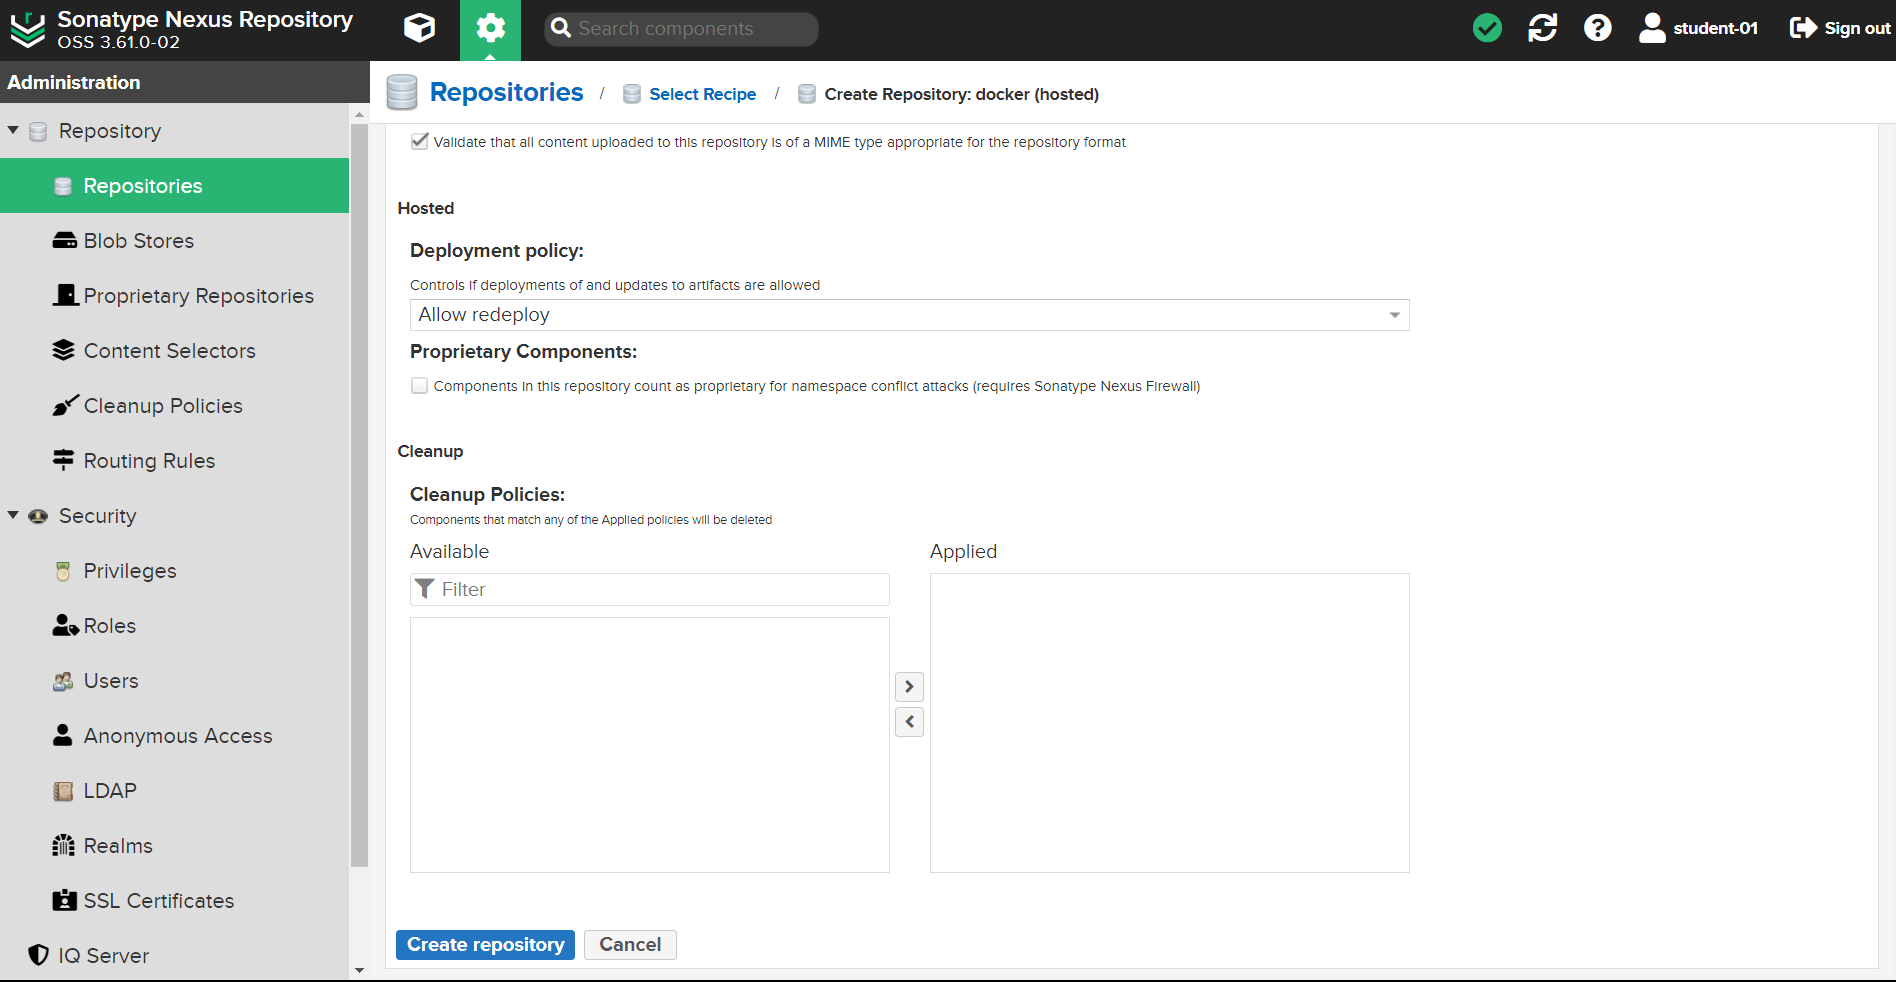 Sonatype Nexus Repository
OSS 3.61.0-02
Search components
student-01
Sign out
Administration
Repositories / Select Recipe / Create Repository: docker (hosted)
Repository
Repositories
Blob Stores
Proprietary Repositories
Content Selectors
Cleanup Policies
Routing Rules
Security
Privileges
Roles
Users
Anonymous Access
LDAP
Realms
SSL Certificates
IQ Server
Validate that all content uploaded to this repository is of a MIME type appropriate for the repository format
Hosted
Deployment policy:
Controls if deployments of and updates to artifacts are allowed
Allow redeploy
Proprietary Components:
Components in this repository count as proprietary for namespace conflict attacks (requires Sonatype Nexus Firewall)
Cleanup
Cleanup Policies:
Components that match any of the Applied policies will be deleted
Available
Applied
Filter
Create repository
Cancel